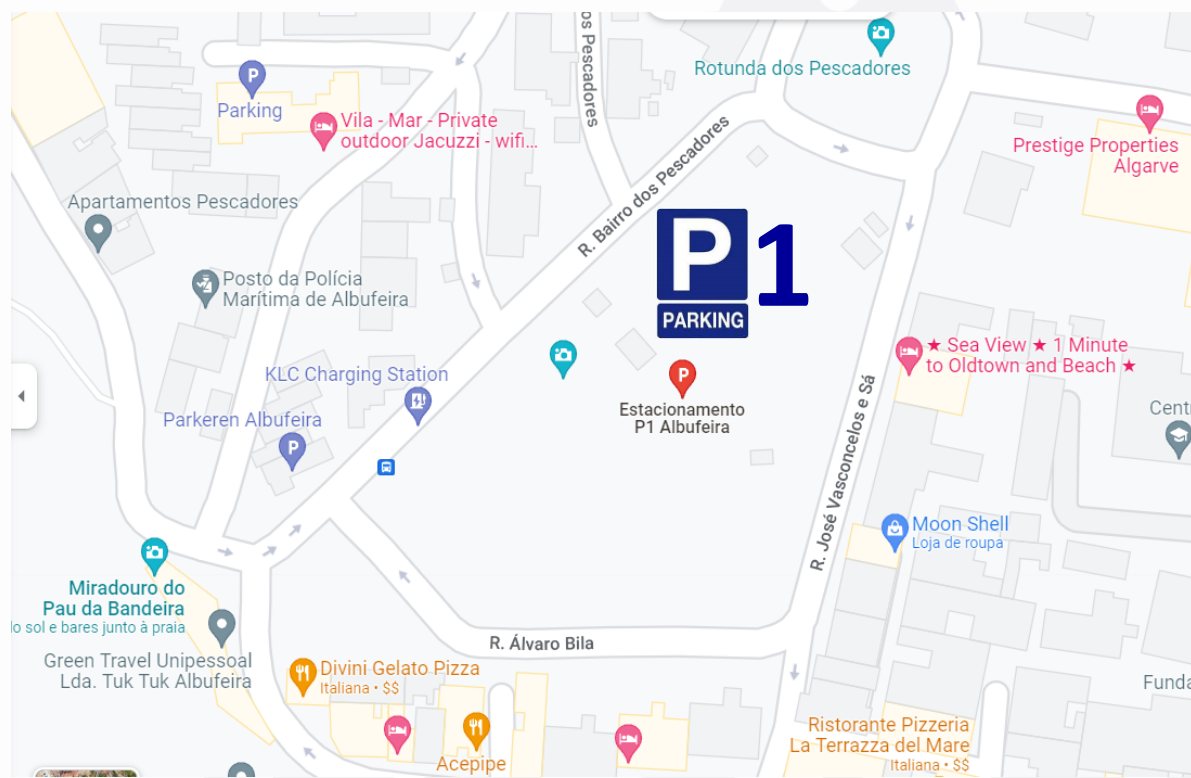 os Pescadores
Rotunda dos Pescadores
P
Parking
Vila - Mar - Private
outdoor Jacuzzi - wifi...
Prestige Properties
Algarve
R. Bairro dos Pescadores
Apartamentos Pescadores
P 1
PARKING
Posto da Polícia
Marítima de Albufeira
★ Sea View ★ 1 Minute
to Oldtown and Beach ★
KLC Charging Station
P
Estacionamento
P1 Albufeira
Parkeren Albufeira
P
Centr
R. José Vasconcelos e Sá
Moon Shell
Loja de roupa
Miradouro do
Pau da Bandeira
lo sol e bares junto à praia
R. Álvaro Bila
Green Travel Unipessoal
Lda. Tuk Tuk Albufeira
Divini Gelato Pizza
Italiana • $$
Funda
Ristorante Pizzeria
La Terrazza del Mare
Italiana • $$
Acepipe